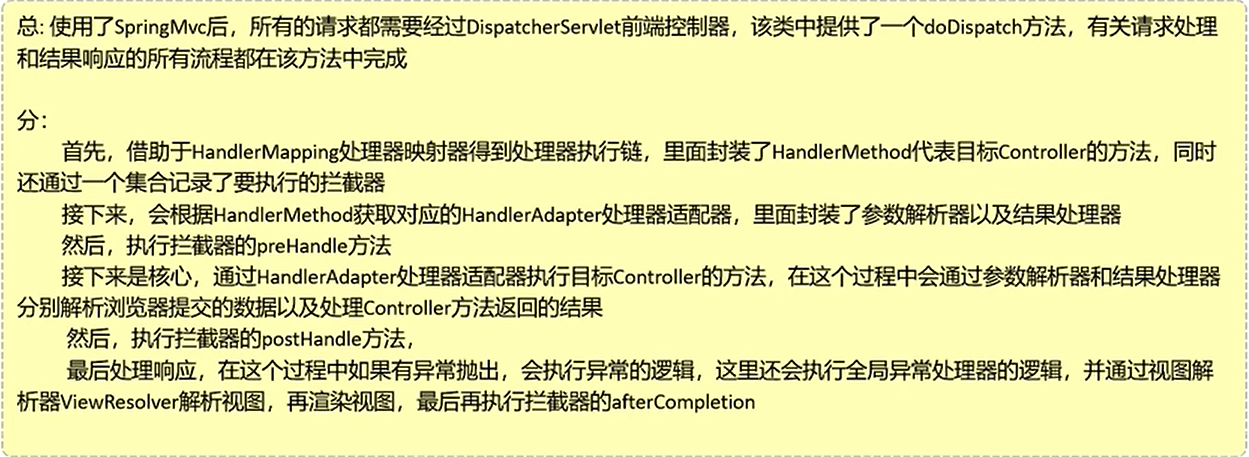 总: 使用了SpringMvc后，所有的请求都需要经过DispatcherServlet前端控制器，该类中提供了一个doDispatch方法，有关请求处理
和结果响应的所有流程都在该方法中完成
分：
首先，借助于HandlerMapping处理器映射器得到处理器执行链，里面封装了HandlerMethod代表目标Controller的方法，同时
还通过一个集合记录了要执行的拦截器
接下来，会根据HandlerMethod获取对应的HandlerAdapter处理器适配器，里面封装了参数解析器以及结果处理器
然后，执行拦截器的preHandle方法
接下来是核心，通过HandlerAdapter处理器适配器执行目标Controller的方法，在这个过程中会通过参数解析器和结果处理器
分别解析浏览器提交的数据以及处理Controller方法返回的结果
然后，执行拦截器的postHandle方法，
最后处理响应，在这个过程中如果有异常抛出，会执行异常的逻辑，这里还会执行全局异常处理器的逻辑，并通过视图解
析器ViewResolver解析视图，再渲染视图，最后再执行拦截器的afterCompletion